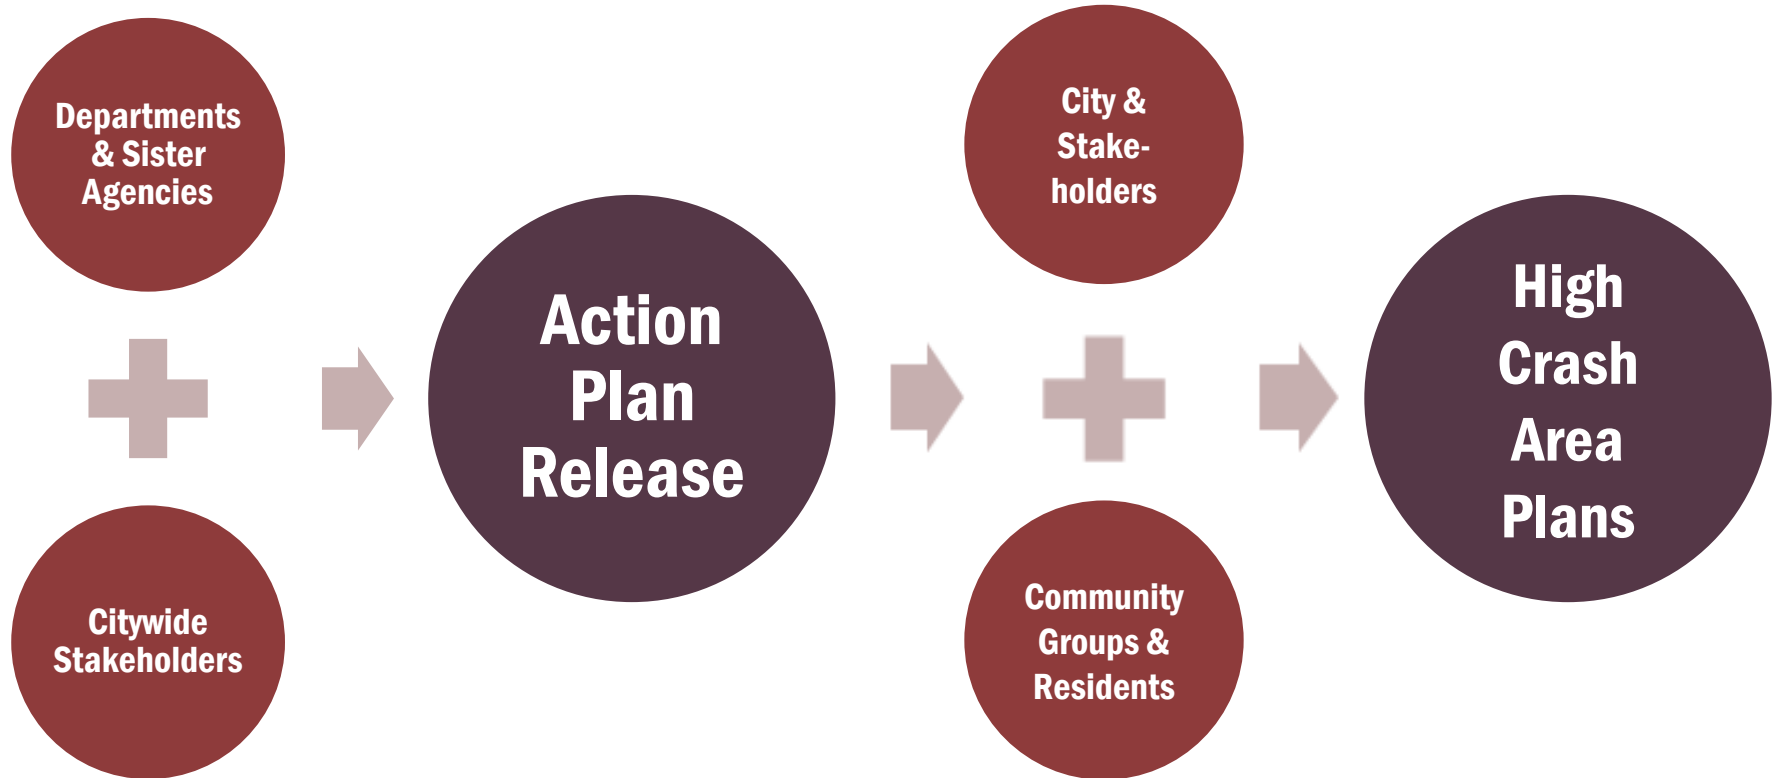 Departments
& Sister
Agencies
Citywide
Stakeholders
Action
Plan
Release
City &
Stake-
holders
Community
Groups &
Residents
High
Crash
Area
Plans